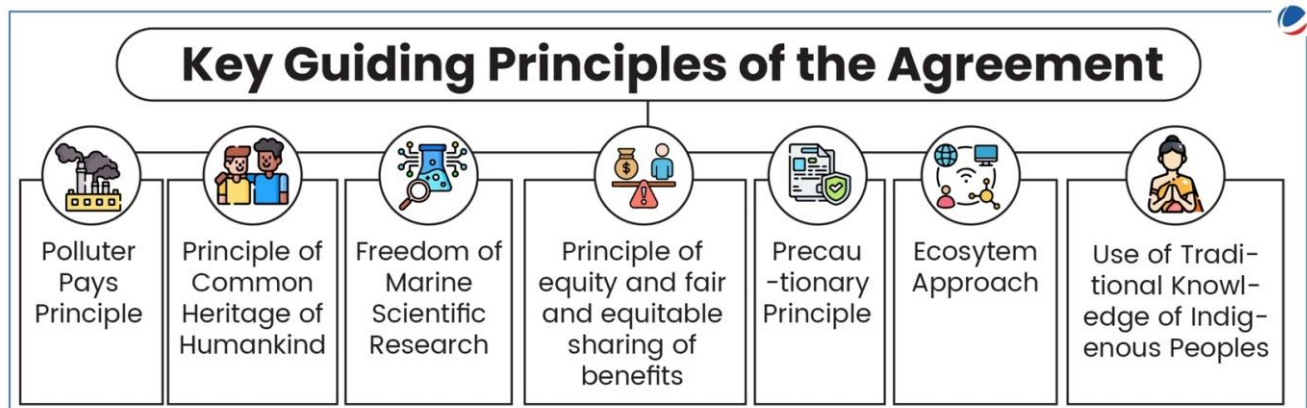 Key Guiding Principles of the Agreement
Polluter
Pays
Principle
Principle of
Common
Heritage of
Humankind
Freedom of
Marine
Scientific
Research
Principle of
equity and fair
and equitable
sharing of
benefits
Precau
-tionary
Principle
Ecosytem
Approach
Use of Tradi-
tional Knowl-
edge of Indig-
enous Peoples